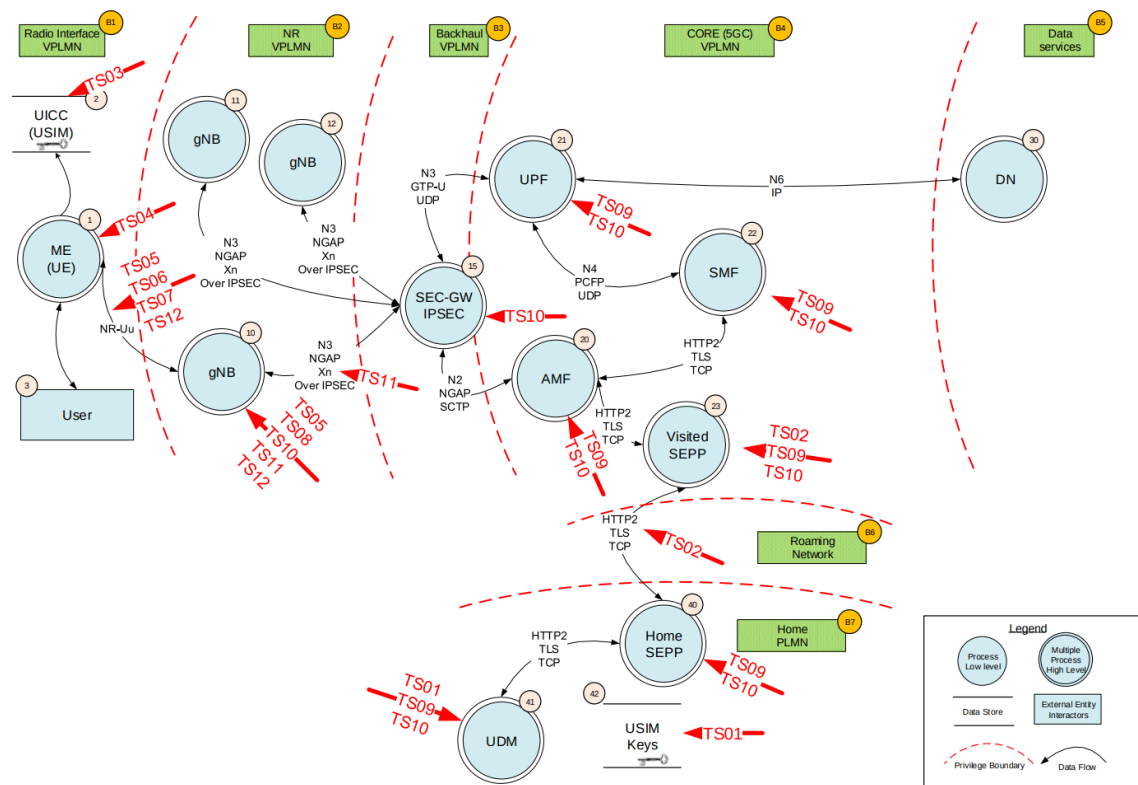 B1
Radio Interface
VPLMN
B2
NR
VPLMN
B3
Backhaul
VPLMN
B4
CORE (5GC)
VPLMN
B5
Data
services
TS03
2
UICC
(USIM)
11
gNB
12
gNB
21
UPF
30
DN
N3
GTP-U
UDP
N6
IP
TS09
TS10
1
ME
(UE)
TS04
TS05
TS06
TS07
TS12
NR-Uu
N3
NGAP
Xn
Over IPSEC
N3
NGAP
Xn
Over IPSEC
15
SEC-GW
IPSEC
TS10
N4
PCFP
UDP
22
SMF
TS09
TS10
10
gNB
N3
NGAP
Xn
Over IPSEC
TS11
N2
NGAP
SCTP
20
AMF
HTTP2
TLS
TCP
3
User
TS05
TS08
TS10
TS11
TS12
TS09
TS10
HTTP2
TLS
TCP
23
Visited
SEPP
TS02
TS09
TS10
HTTP2
TLS
TCP
TS02
B6
Roaming
Network
40
Home
SEPP
B7
Home
PLMN
HTTP2
TLS
TCP
TS09
TS10
TS01
TS09
TS10
41
UDM
42
USIM
Keys
TS01
Legend
Process
Low level
Multiple
Process
High Level
Data Store
External Entity
Interactors
Privilege Boundary
Data Flow